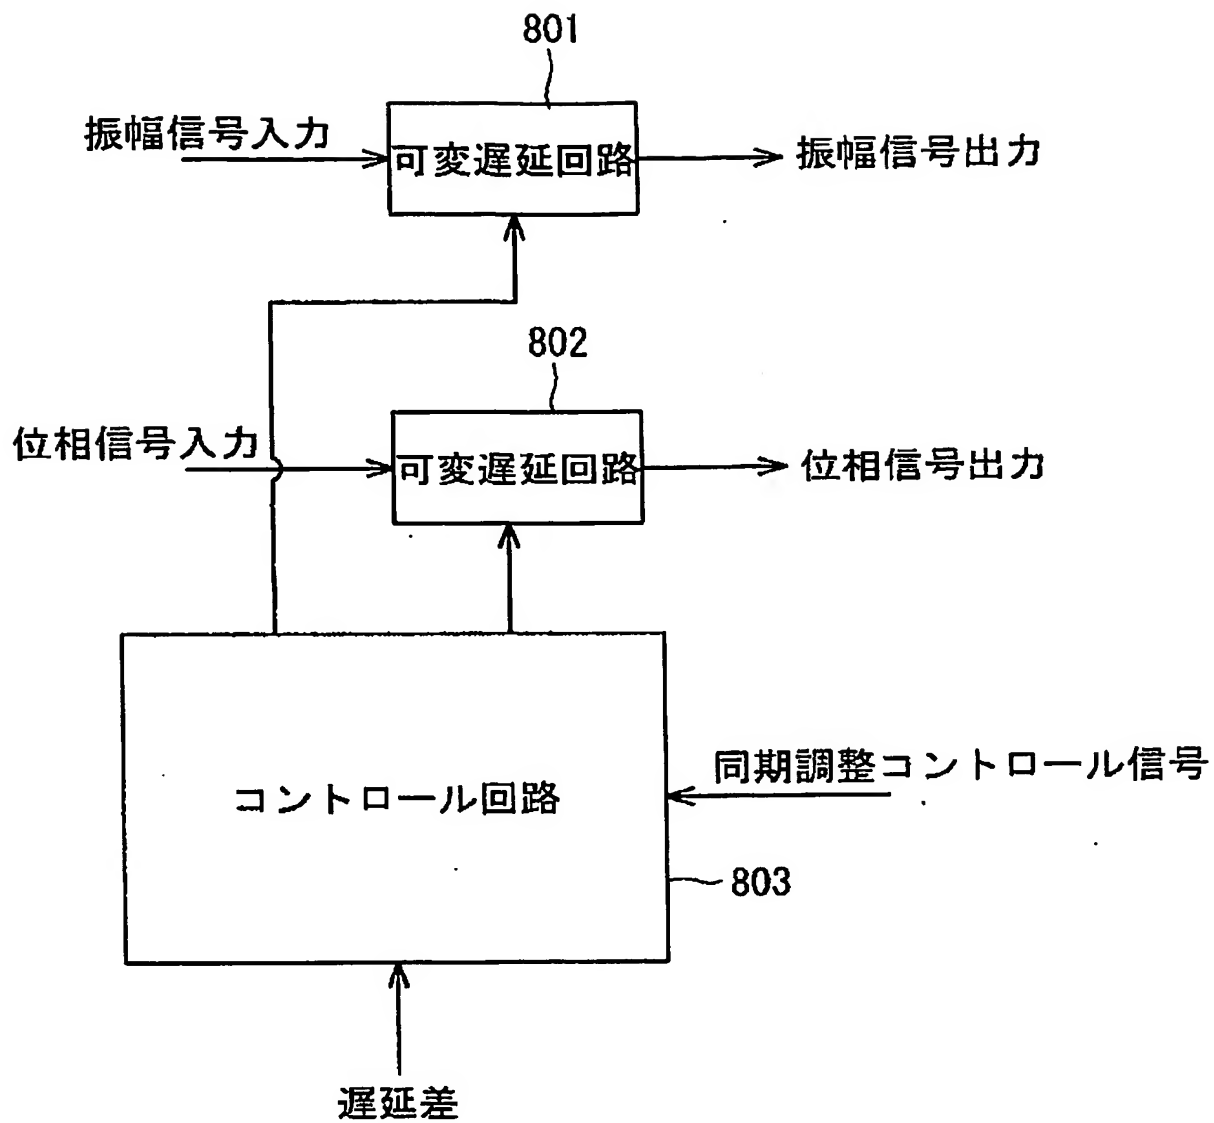 801
振幅信号入力
可変遅延回路
振幅信号出力
802
位相信号入力
可変遅延回路
位相信号出力
同期調整コントロール信号
コントロール回路
803
遅延差